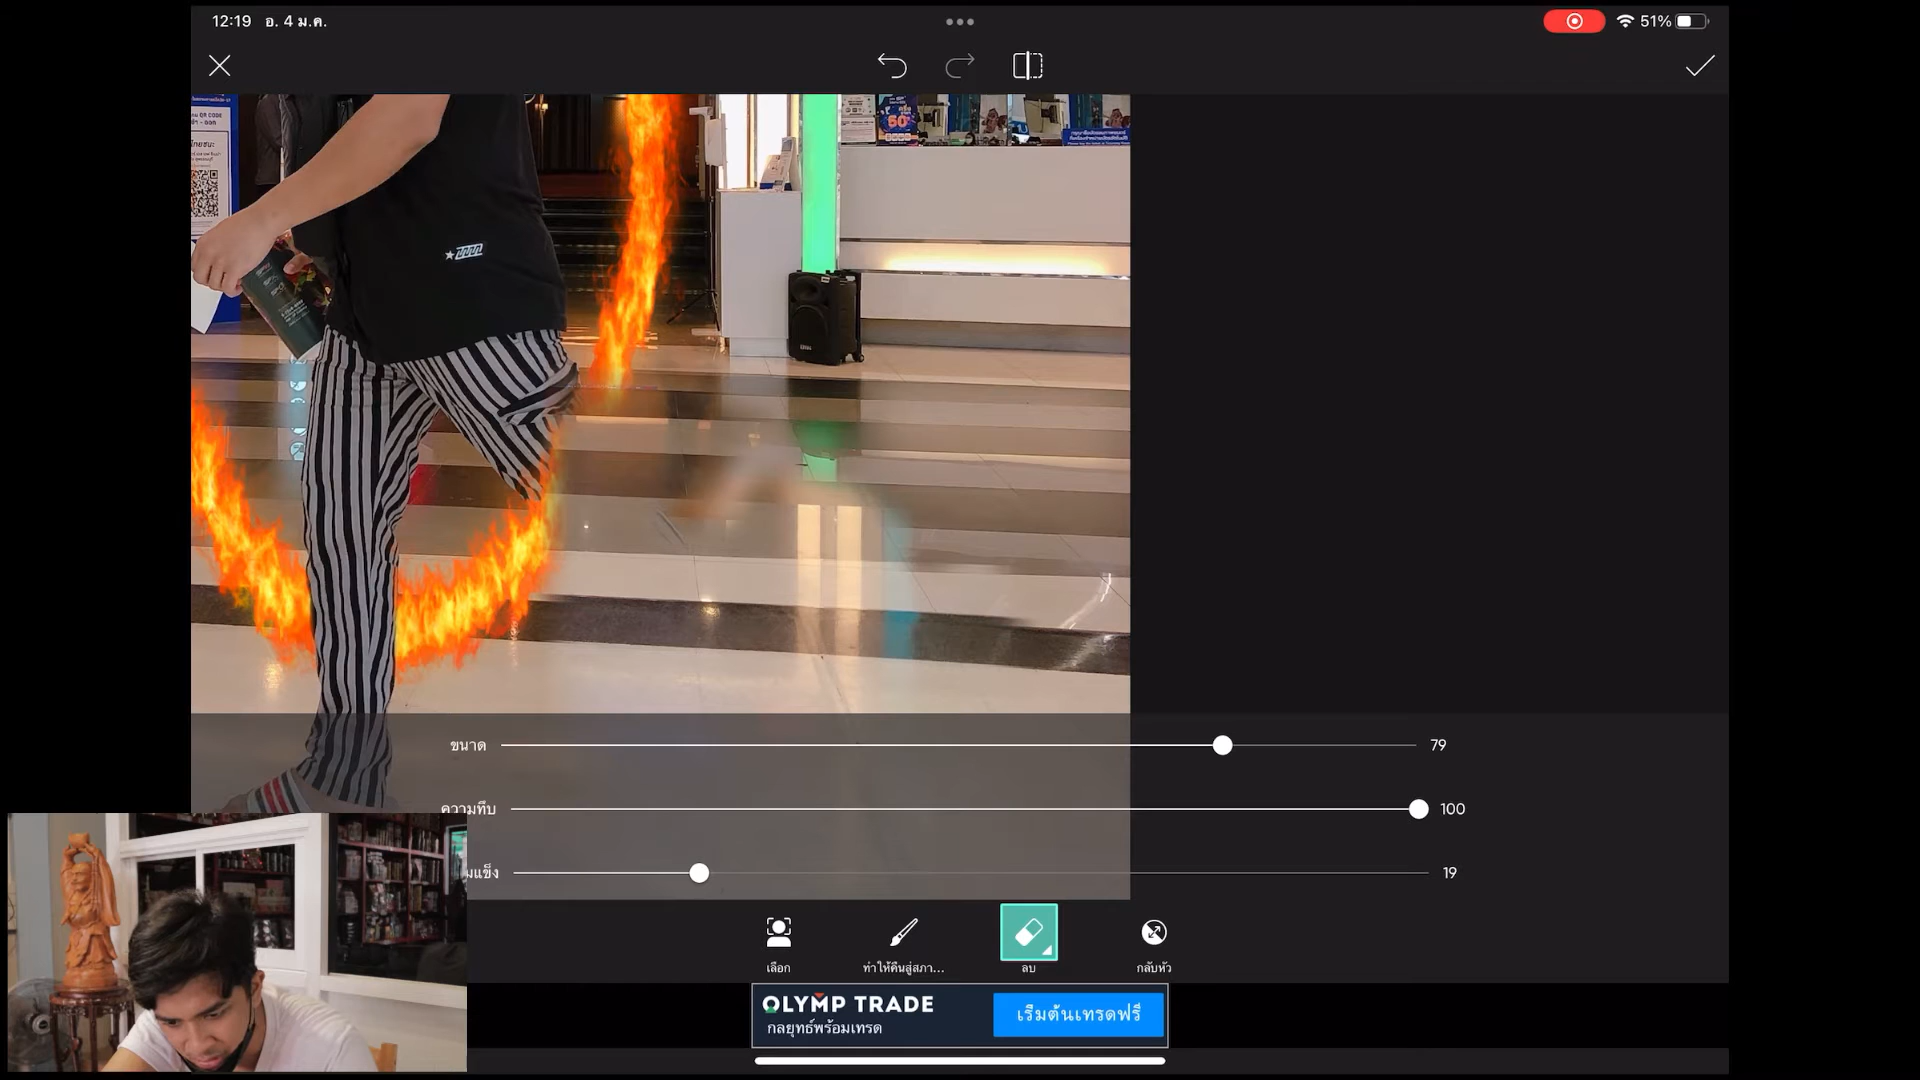 12:19 อ. 4 ม.ค.
51%
QR CODE
60
ขนาด
79
ความทึบ
100
มแข็ง
19
เลือก
ทำให้คืนสู่สภา...
ลบ
กลับหัว
OLYMP TRADE
กลยุทธ์พร้อมเทรด
เริ่มต้นเทรดฟรี